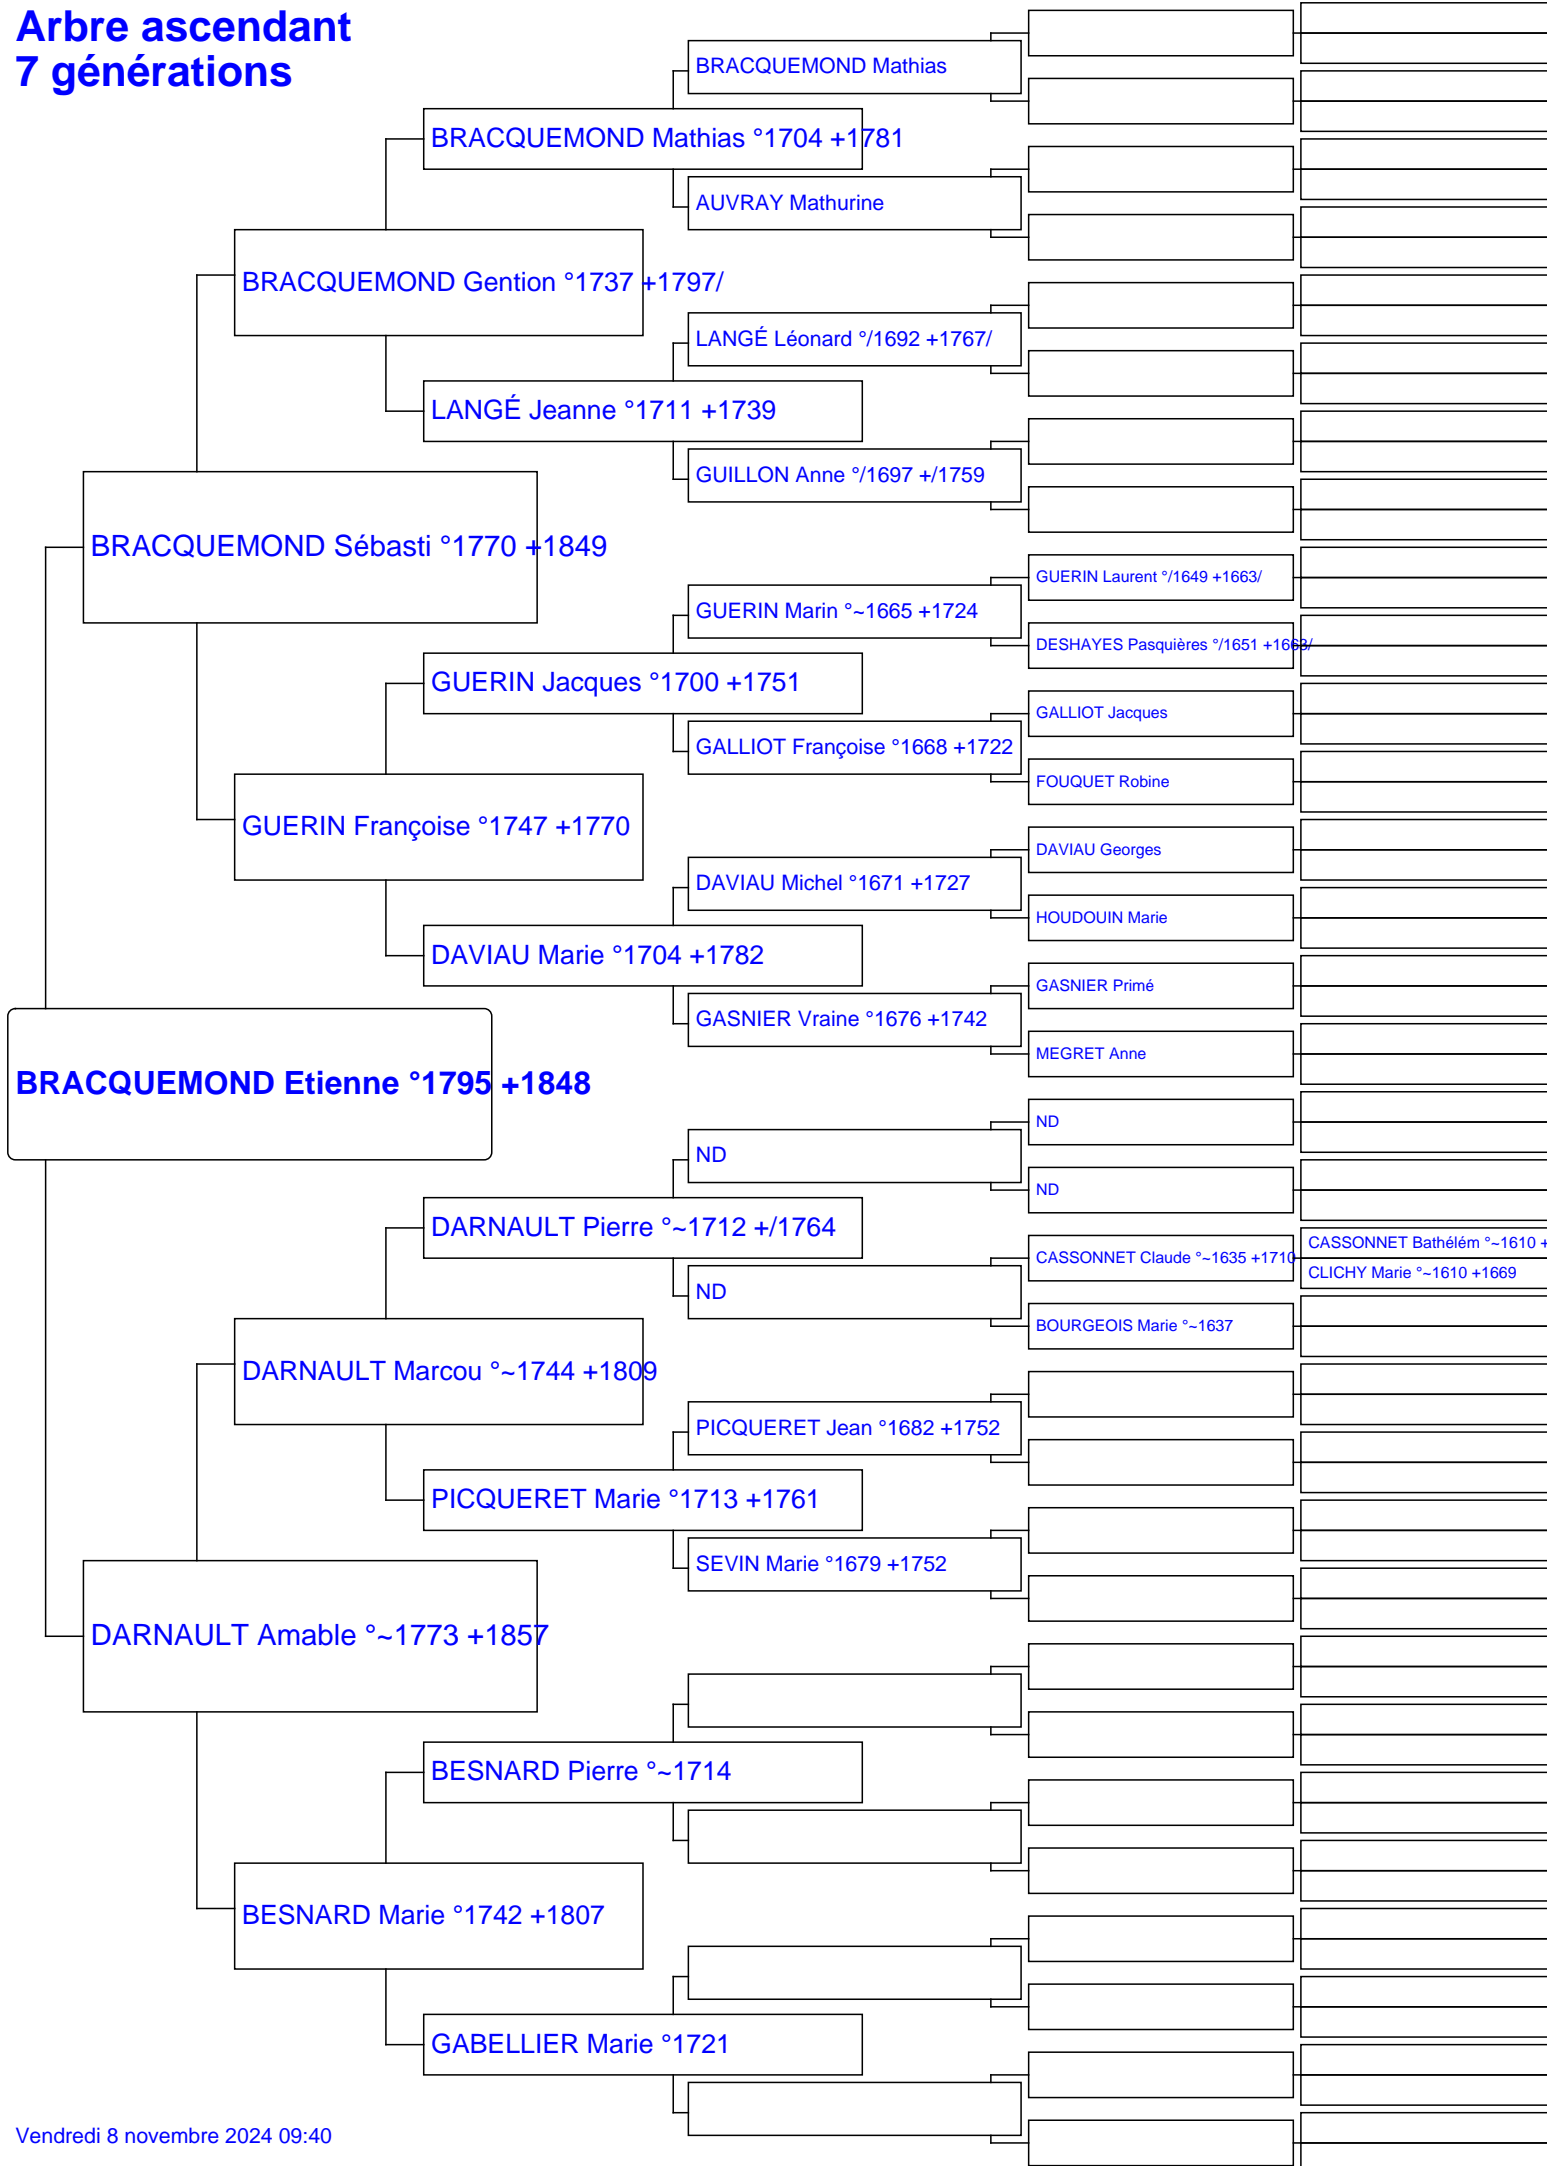 Arbre ascendant
7 générations
BRACQUEMOND Mathias
BRACQUEMOND Mathias °1704 +1781
AUVRAY Mathurine
BRACQUEMOND Gention °1737 +1797/
LANGÉ Léonard °/1692 +1767/
LANGÉ Jeanne °1711 +1739
GUILLON Anne °/1697 +/1759
BRACQUEMOND Sébasti °1770 +1849
GUERIN Laurent °/1649 +1663/
GUERIN Marin °~1665 +1724
DESHAYES Pasquières °/1651 +1663/
GUERIN Jacques °1700 +1751
GALLIOT Jacques
GALLIOT Françoise °1668 +1722
FOUQUET Robine
GUERIN Françoise °1747 +1770
DAVIAU Georges
DAVIAU Michel °1671 +1727
HOUDOUIN Marie
DAVIAU Marie °1704 +1782
GASNIER Primé
GASNIER Vraine °1676 +1742
MEGRET Anne
BRACQUEMOND Etienne °1795 +1848
ND
ND
ND
DARNAULT Pierre °~1712 +/1764
CASSONNET Bathélém °~1610 +
CASSONNET Claude °~1635 +1710
CLICHY Marie °~1610 +1669
ND
BOURGEOIS Marie °~1637
DARNAULT Marcou °~1744 +1809
PICQUERET Jean °1682 +1752
PICQUERET Marie °1713 +1761
SEVIN Marie °1679 +1752
DARNAULT Amable °~1773 +1857
BESNARD Pierre °~1714
BESNARD Marie °1742 +1807
GABELLIER Marie °1721
Vendredi 8 novembre 2024 09:40